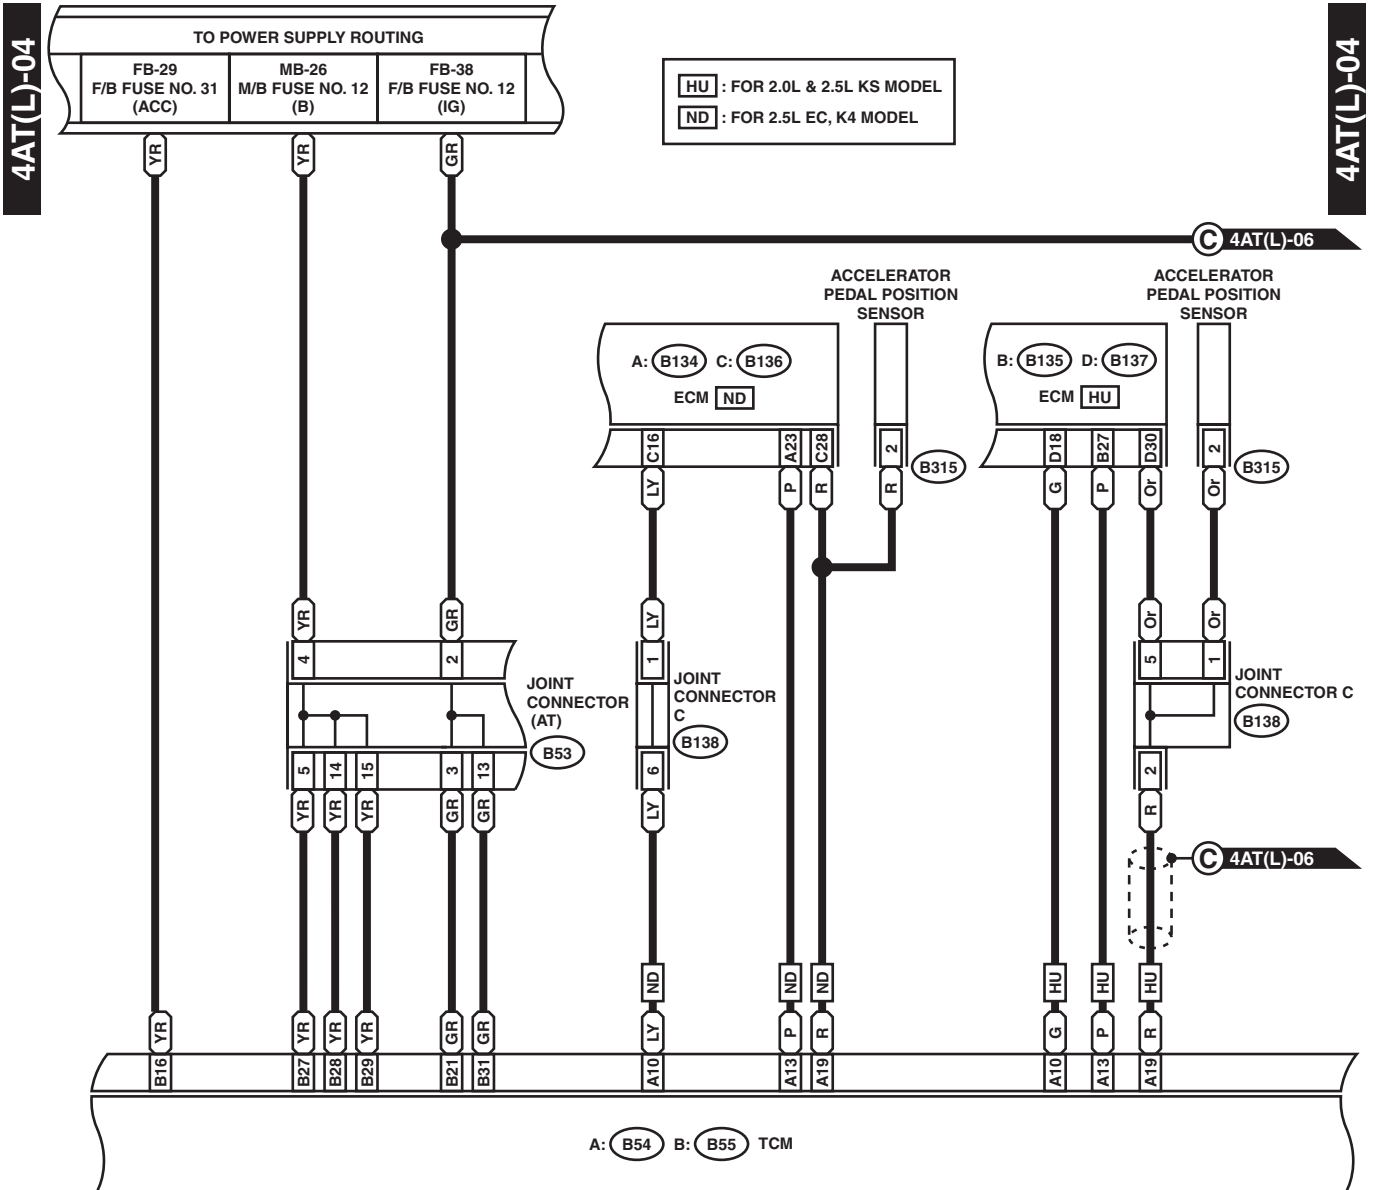 4AT(L)-04
4AT(L)-04
TO POWER SUPPLY ROUTING
FB-29
F/B FUSE NO. 31
(ACC)
MB-26
M/B FUSE NO. 12
(B)
FB-38
F/B FUSE NO. 12
(IG)
HU : FOR 2.0L & 2.5L KS MODEL
ND : FOR 2.5L EC, K4 MODEL
YR YR GR
C 4AT(L)-06
ACCELERATOR
PEDAL POSITION
SENSOR
ACCELERATOR
PEDAL POSITION
SENSOR
A: B134 C: B136
ECM ND
B: B135 D: B137
ECM HU
C16 A23 C28 2 B315
D18 B27 D30 2 B315
LY P R R G P Or Or
YR GR LY Or Or
4 2 1 5 1
JOINT
CONNECTOR
(AT)
B53
JOINT
CONNECTOR
C
B138
JOINT
CONNECTOR C
B138
5 14 15 3 13 6 2
YR YR YR GR GR LY R
C 4AT(L)-06
ND ND ND HU HU HU
YR YR YR YR GR GR LY P R G P R
B16 B27 B28 B29 B21 B31 A10 A13 A19 A10 A13 A19
A: B54 B: B55 TCM